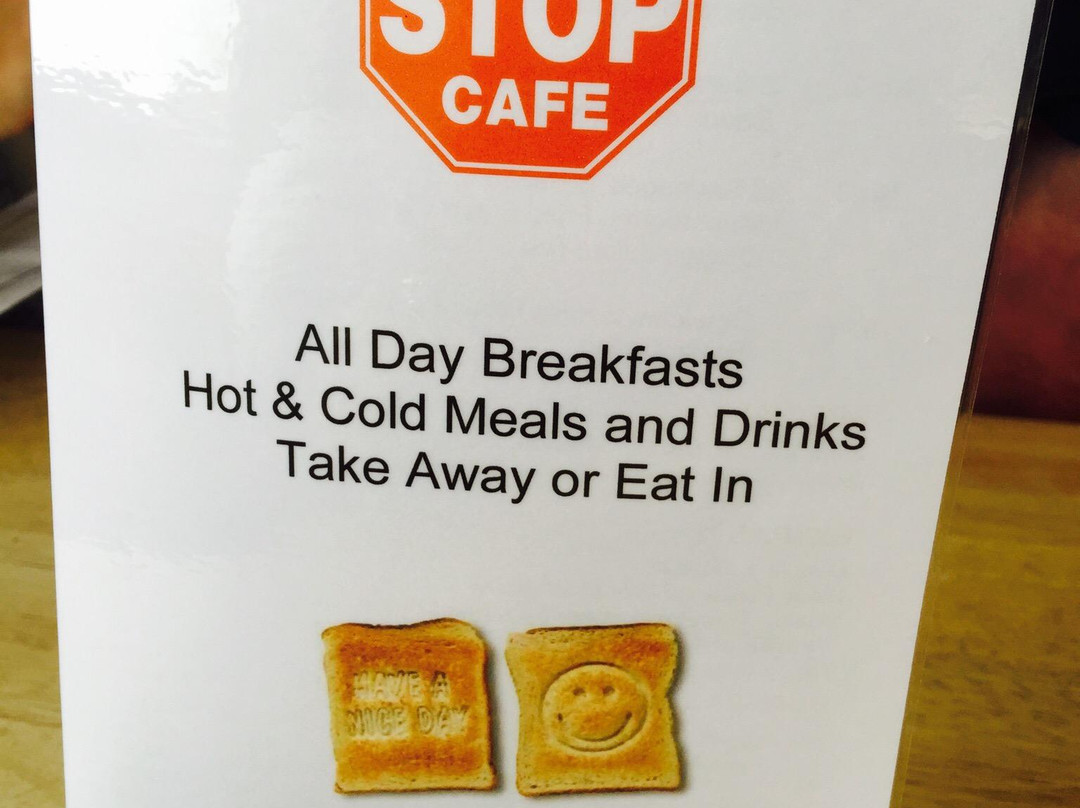 STOP
CAFE
All Day Breakfasts
Hot & Cold Meals and Drinks
Take Away or Eat In
HAVE A
NICE DAY